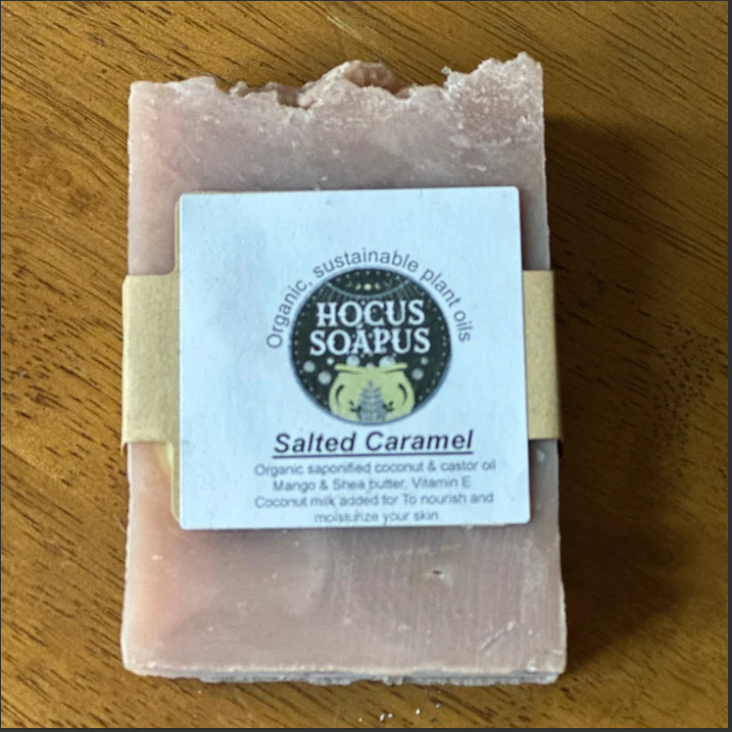 Organic, sustainable plant oils
HOCUS
SOAPUS
Salted Caramel
Organic saponified coconut & castor oil
Mango & Shea butter, Vitamin E
Coconut milk added for To nourish and
moisturize your skin